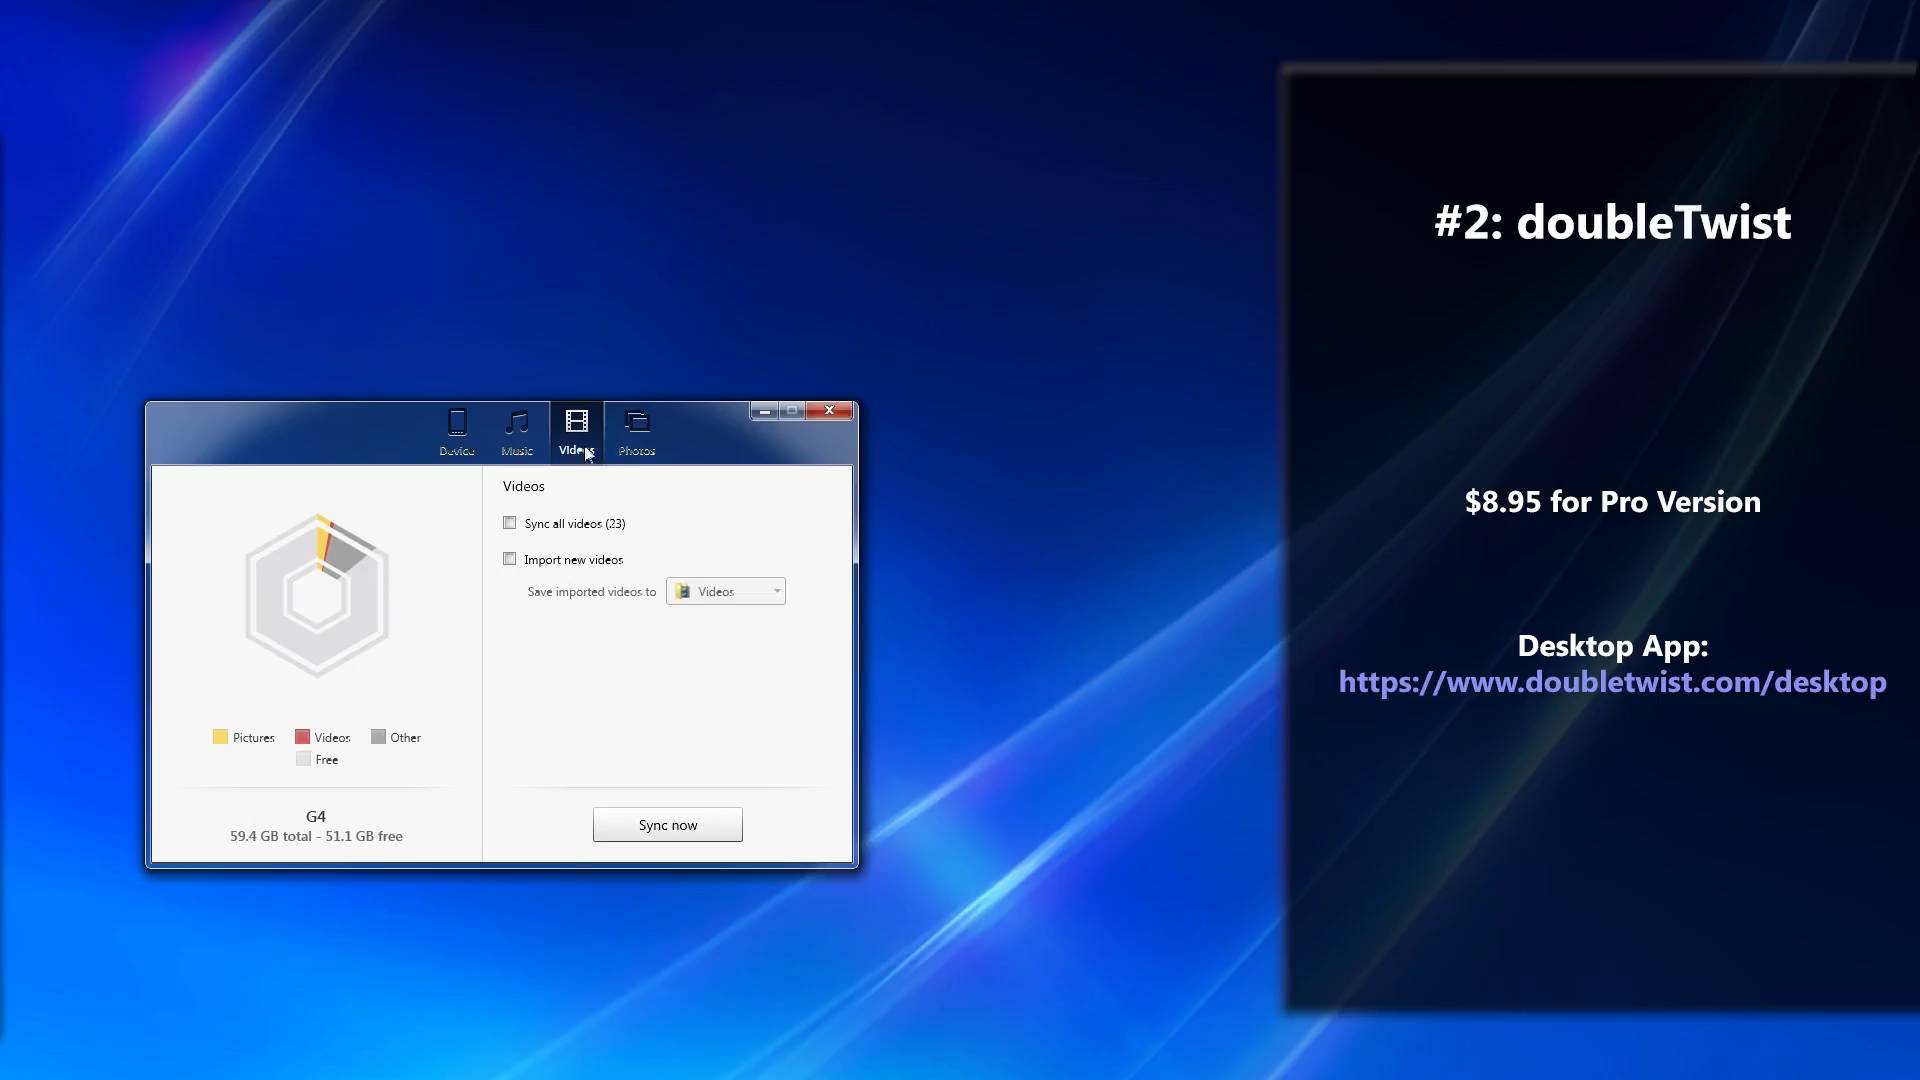 Device
Music
Videos
Photos
Videos
Sync all videos (23)
Import new videos
Save imported videos to
Videos
Pictures
Videos
Other
Free
G4
59.4 GB total - 51.1 GB free
Sync now
#2: doubleTwist
$8.95 for Pro Version
Desktop App:
https://www.doubletwist.com/desktop